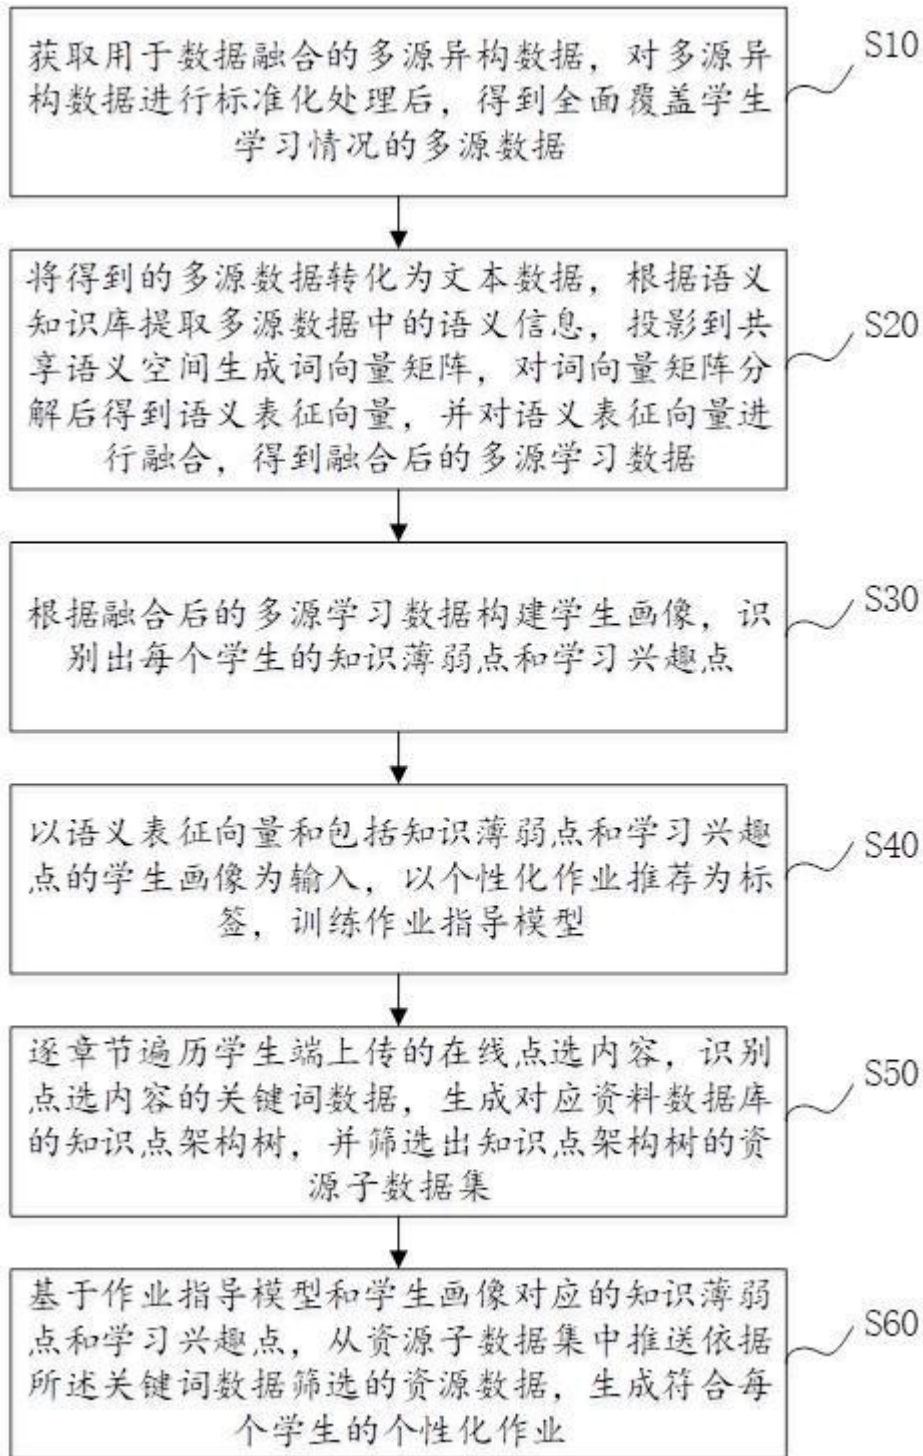 获取用于数据融合的多源异构数据，对多源异
构数据进行标准化处理后，得到全面覆盖学生
学习情况的多源数据
S10
将得到的多源数据转化为文本数据，根据语义
知识库提取多源数据中的语义信息，投影到共
享语义空间生成词向量矩阵，对词向量矩阵分
解后得到语义表征向量，并对语义表征向量进
行融合，得到融合后的多源学习数据
S20
根据融合后的多源学习数据构建学生画像，识
别出每个学生的知识薄弱点和学习兴趣点
S30
以语义表征向量和包括知识薄弱点和学习兴趣
点的学生画像为输入，以个性化作业推荐为标
签，训练作业指导模型
S40
逐章节遍历学生端上传的在线点选内容，识别
点选内容的关键词数据，生成对应资料数据库
的知识点架构树，并筛选出知识点架构树的资
源子数据集
S50
基于作业指导模型和学生画像对应的知识薄弱
点和学习兴趣点，从资源子数据集中推送依据
所述关键词数据筛选的资源数据，生成符合每
个学生的个性化作业
S60